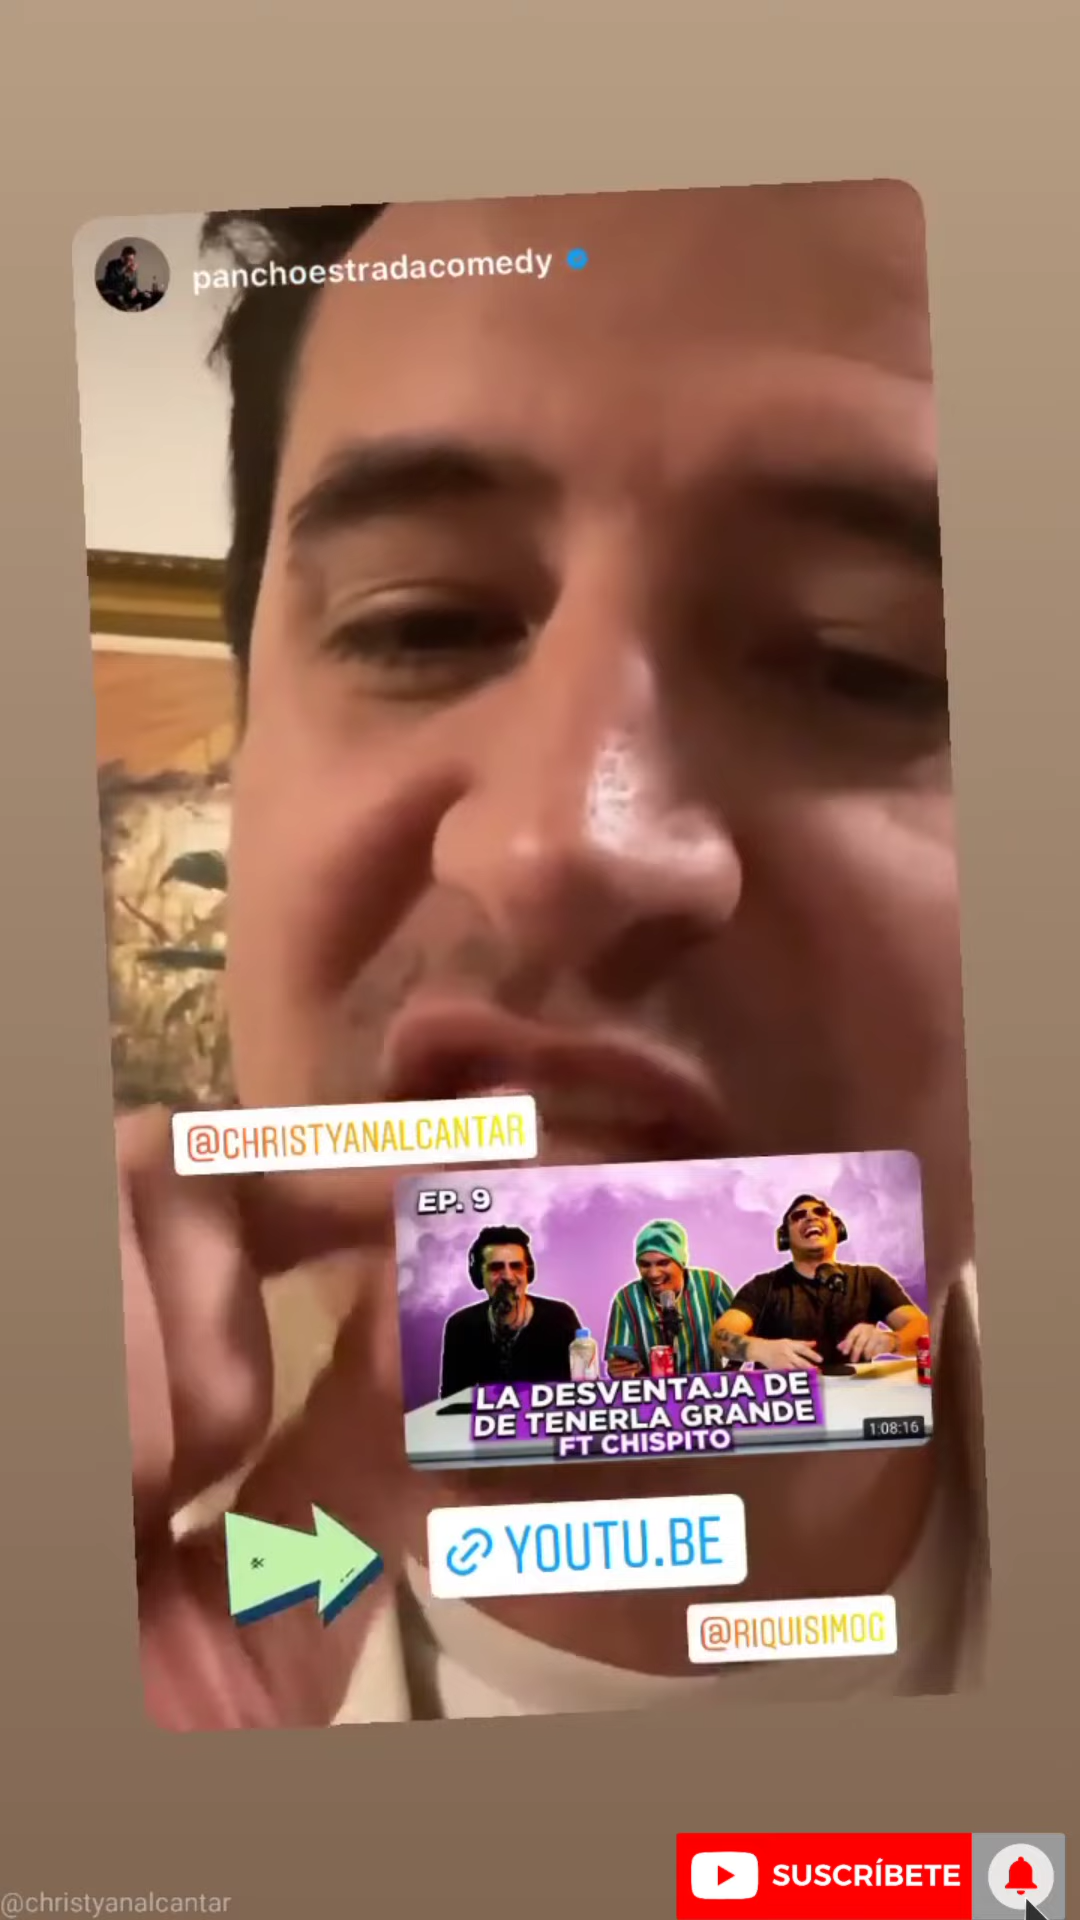 panchoestradacomedy
@CHRISTYANALCANTAR
EP. 9
LA DESVENTAJA DE
DE TENERLA GRANDE
FT CHISPITO
1:08:16
YOUTU.BE
@RIQUISIMOG
SUSCRÍBETE
@christyanalcantar